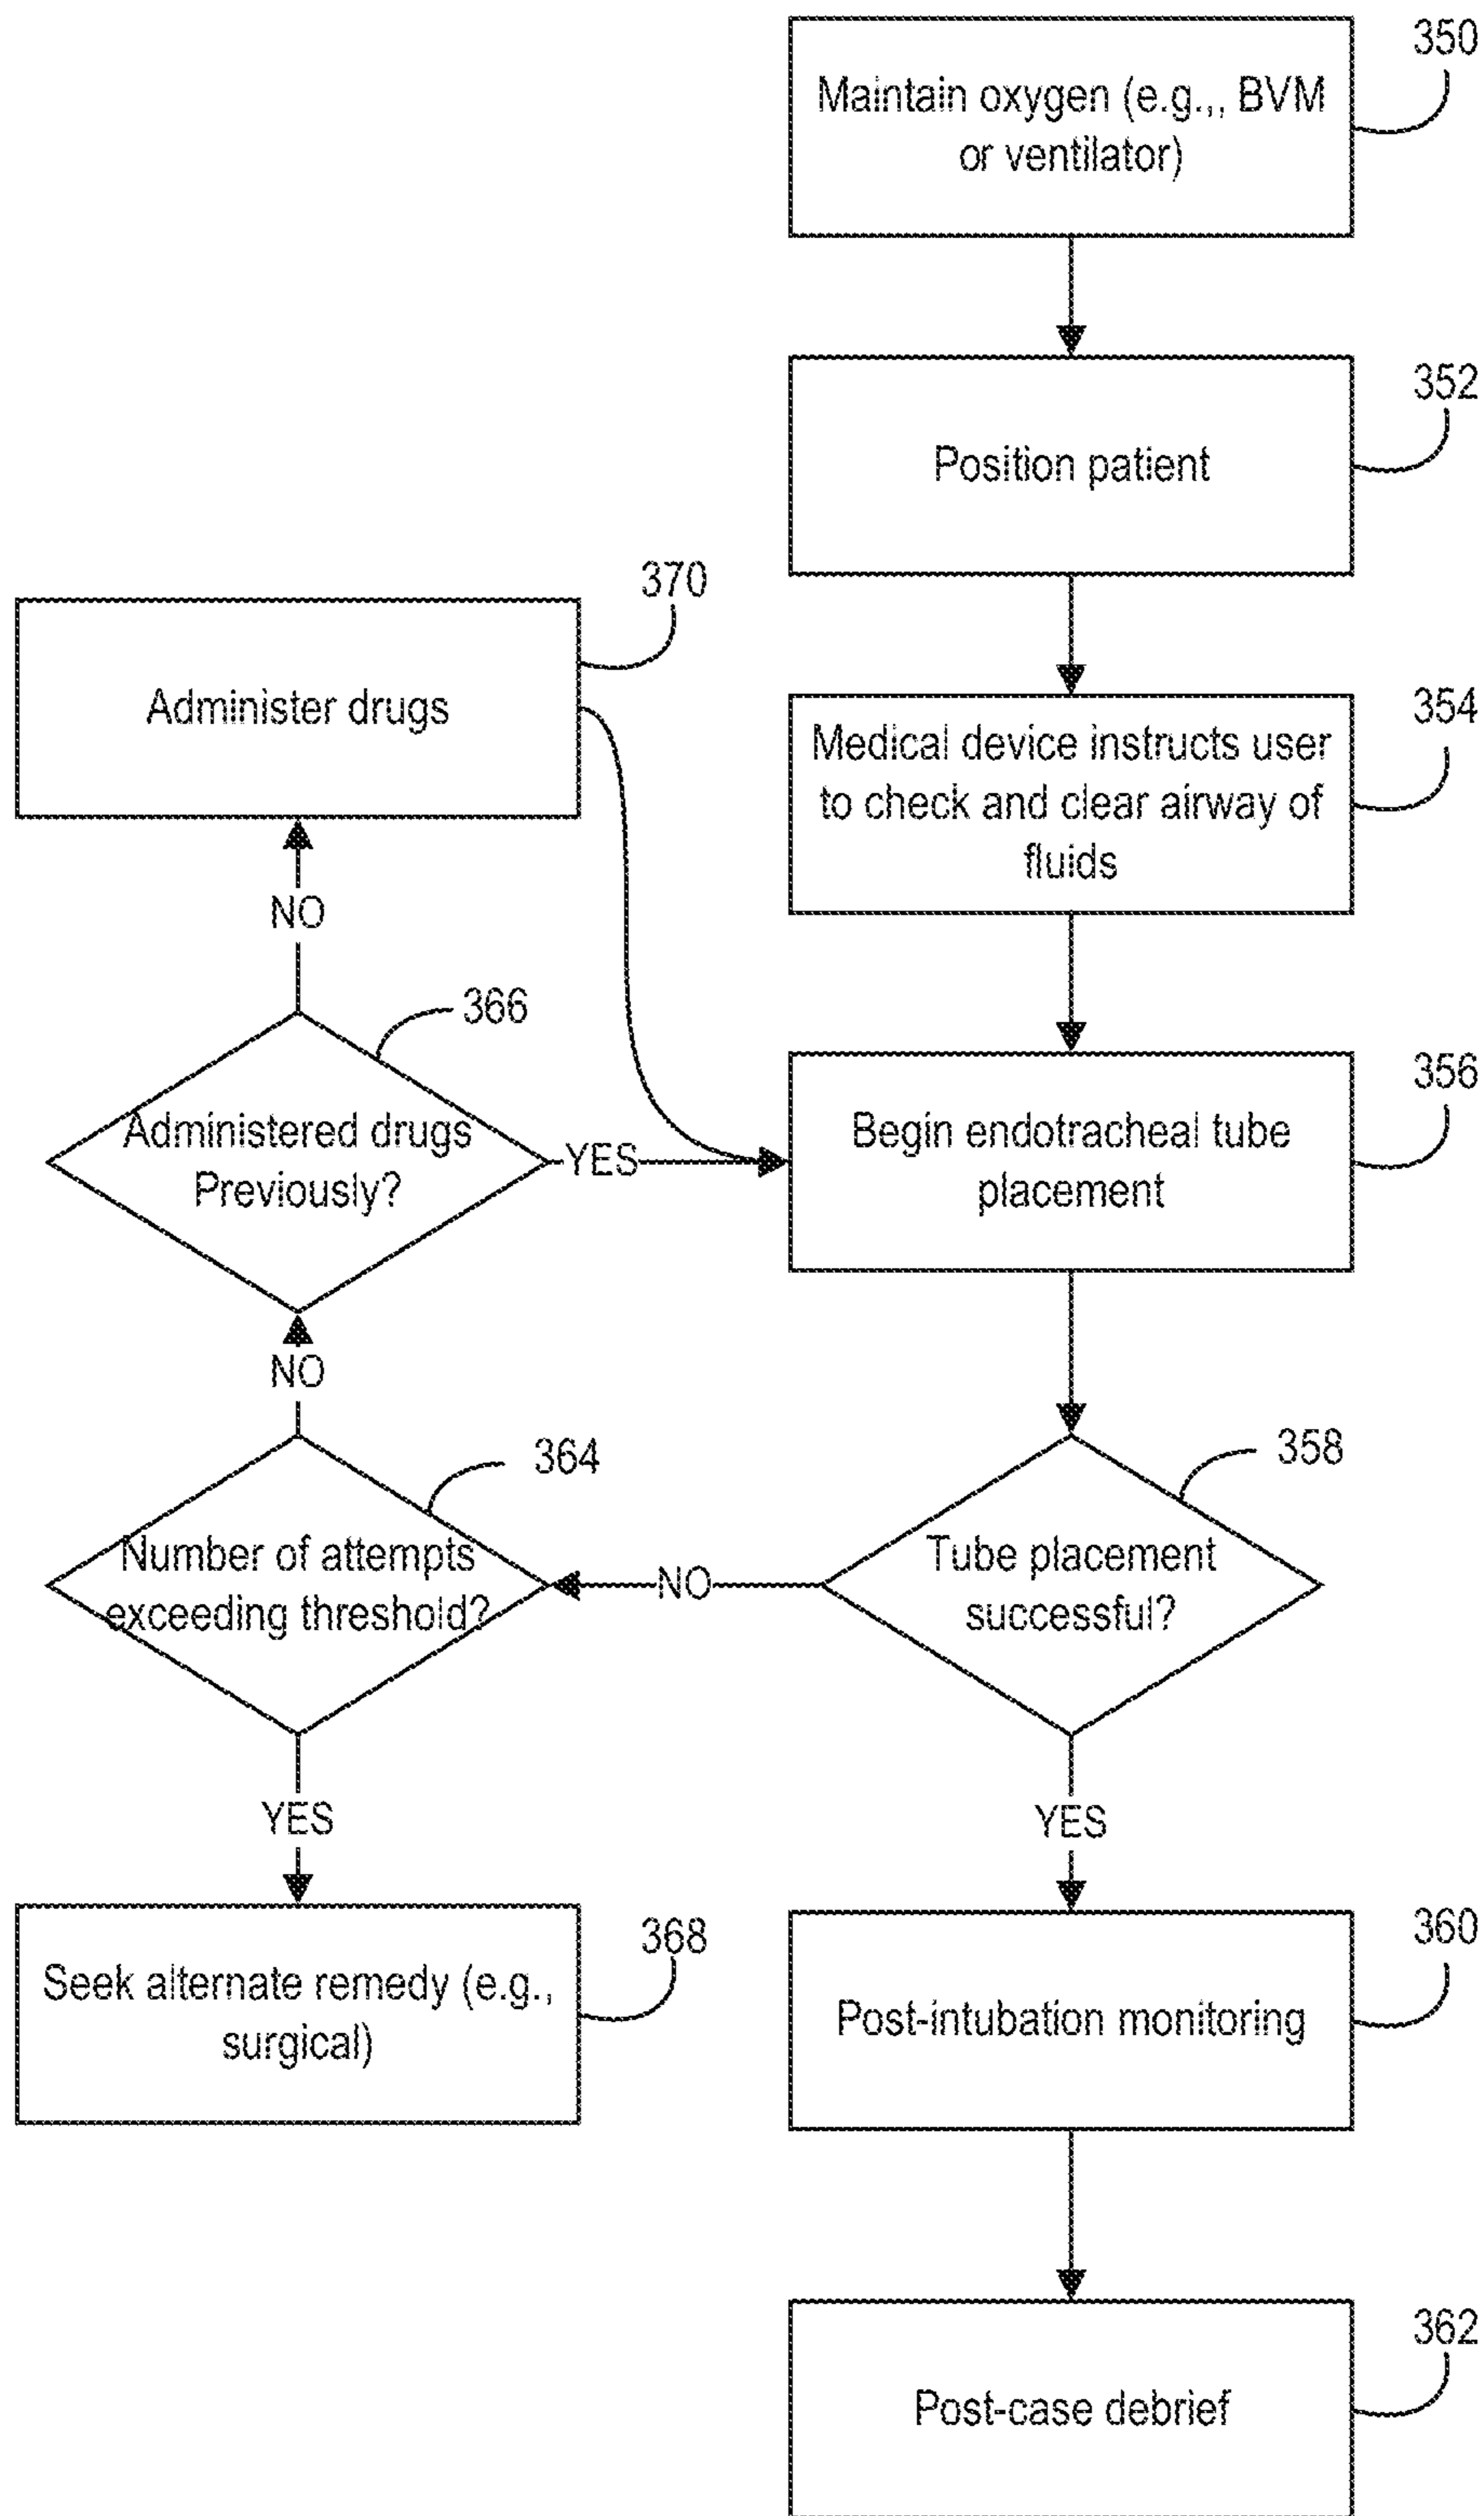 350
Maintain oxygen (e.g.,, BVM
or ventilator)
352
Position patient
370
Administer drugs
354
Medical device instructs user
to check and clear airway of
fluids
NO
366
Administered drugs
Previously?
YES
356
Begin endotracheal tube
placement
NO
364
Number of attempts
exceeding threshold?
NO
358
Tube placement
successful?
YES
YES
368
Seek alternate remedy (e.g.,
surgical)
360
Post-intubation monitoring
362
Post-case debrief